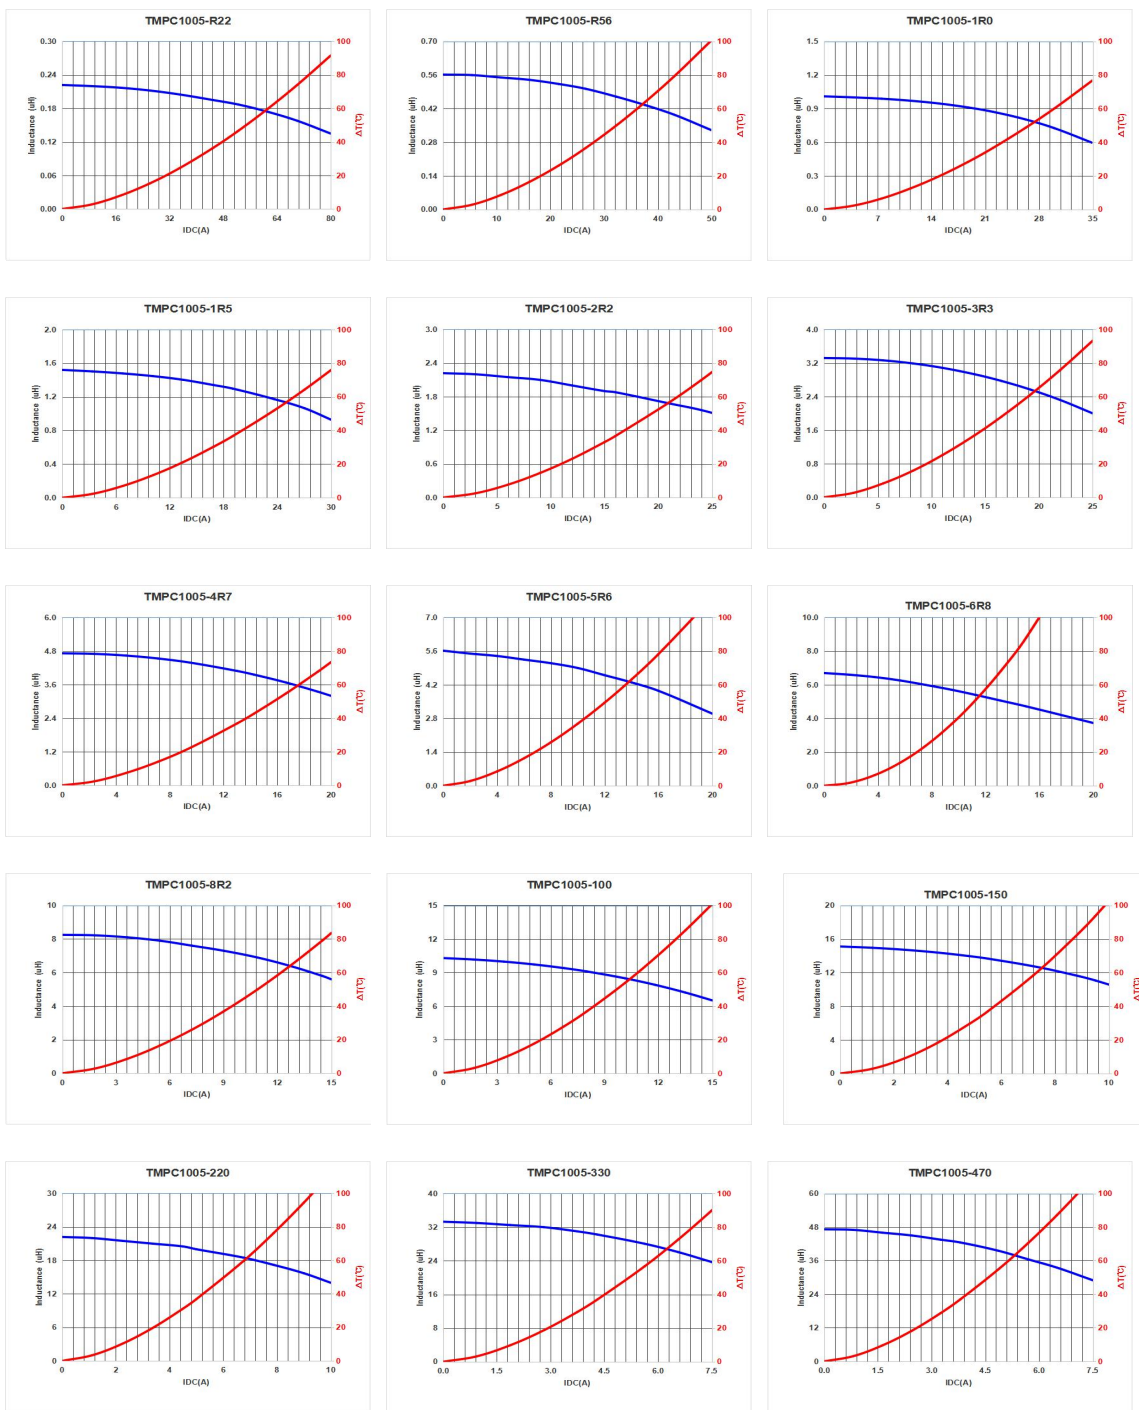 TMPC1005-R22
0.30
0.24
0.18
0.12
0.06
0.00
Inductance (uH)
100
80
60
40
20
0
ΔT(℃)
0 16 32 48 64 80
IDC(A)
TMPC1005-R56
0.70
0.56
0.42
0.28
0.14
0.00
Inductance (uH)
100
80
60
40
20
0
ΔT(℃)
0 10 20 30 40 50
IDC(A)
TMPC1005-1R0
1.5
1.2
0.9
0.6
0.3
0.0
Inductance (uH)
100
80
60
40
20
0
ΔT(℃)
0 7 14 21 28 35
IDC(A)
TMPC1005-1R5
2.0
1.6
1.2
0.8
0.4
0.0
Inductance (uH)
100
80
60
40
20
0
ΔT(℃)
0 6 12 18 24 30
IDC(A)
TMPC1005-2R2
3.0
2.4
1.8
1.2
0.6
0.0
Inductance (uH)
100
80
60
40
20
0
ΔT(℃)
0 5 10 15 20 25
IDC(A)
TMPC1005-3R3
4.0
3.2
2.4
1.6
0.8
0.0
Inductance (uH)
100
80
60
40
20
0
ΔT(℃)
0 5 10 15 20 25
IDC(A)
TMPC1005-4R7
6.0
4.8
3.6
2.4
1.2
0.0
Inductance (uH)
100
80
60
40
20
0
ΔT(℃)
0 4 8 12 16 20
IDC(A)
TMPC1005-5R6
7.0
5.6
4.2
2.8
1.4
0.0
Inductance (uH)
100
80
60
40
20
0
ΔT(℃)
0 4 8 12 16 20
IDC(A)
TMPC1005-6R8
10.0
8.0
6.0
4.0
2.0
0.0
Inductance (uH)
100
80
60
40
20
0
ΔT(℃)
0 4 8 12 16 20
IDC(A)
TMPC1005-8R2
10
8
6
4
2
0
Inductance (uH)
100
80
60
40
20
0
ΔT(℃)
0 3 6 9 12 15
IDC(A)
TMPC1005-100
15
12
9
6
3
0
Inductance (uH)
100
80
60
40
20
0
ΔT(℃)
0 3 6 9 12 15
IDC(A)
TMPC1005-150
20
16
12
8
4
0
Inductance (uH)
100
80
60
40
20
0
ΔT(℃)
0 2 4 6 8 10
IDC(A)
TMPC1005-220
30
24
18
12
6
0
Inductance (uH)
100
80
60
40
20
0
ΔT(℃)
0 2 4 6 8 10
IDC(A)
TMPC1005-330
40
32
24
16
8
0
Inductance (uH)
100
80
60
40
20
0
ΔT(℃)
0.0 1.5 3.0 4.5 6.0 7.5
IDC(A)
TMPC1005-470
60
48
36
24
12
0
Inductance (uH)
100
80
60
40
20
0
ΔT(℃)
0.0 1.5 3.0 4.5 6.0 7.5
IDC(A)